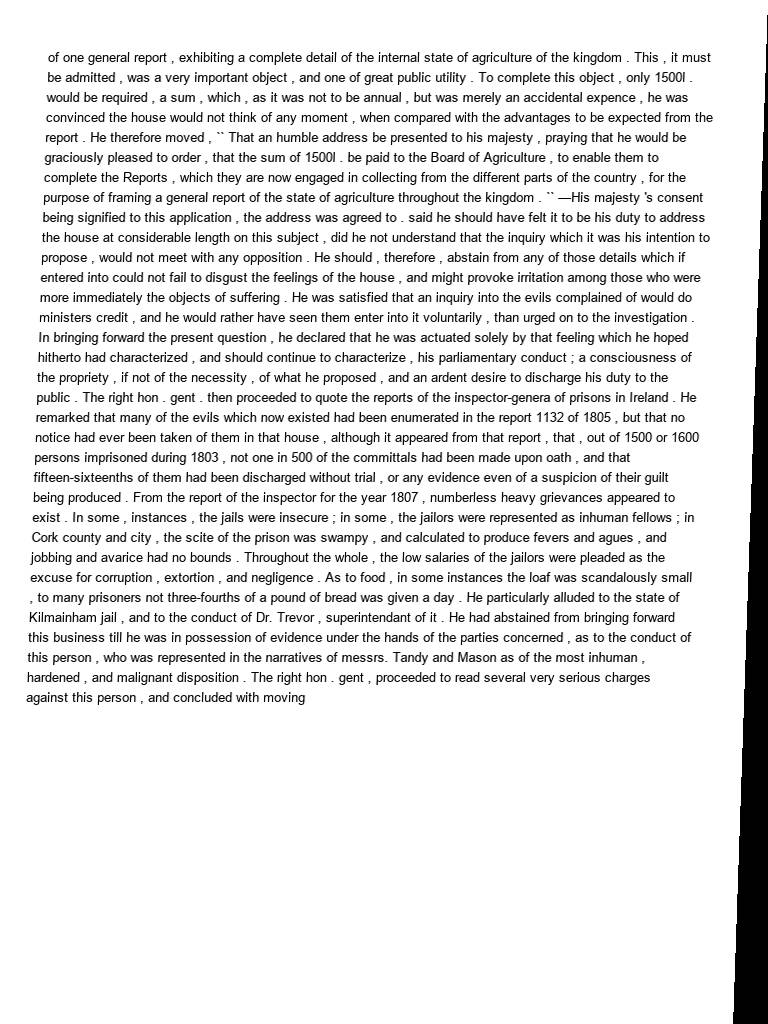 of one general report , exhibiting a complete detail of the internal state of agriculture of the kingdom . This , it must
be admitted , was a very important object , and one of great public utility . To complete this object , only 1500l .
would be required , a sum , which , as it was not to be annual , but was merely an accidental expence , he was
convinced the house would not think of any moment , when compared with the advantages to be expected from the
report . He therefore moved , `` That an humble address be presented to his majesty , praying that he would be
graciously pleased to order , that the sum of 1500l . be paid to the Board of Agriculture , to enable them to
complete the Reports , which they are now engaged in collecting from the different parts of the country , for the
purpose of framing a general report of the state of agriculture throughout the kingdom . `` —His majesty 's consent
being signified to this application , the address was agreed to . said he should have felt it to be his duty to address
the house at considerable length on this subject , did he not understand that the inquiry which it was his intention to
propose , would not meet with any opposition . He should , therefore , abstain from any of those details which if
entered into could not fail to disgust the feelings of the house , and might provoke irritation among those who were
more immediately the objects of suffering . He was satisfied that an inquiry into the evils complained of would do
ministers credit , and he would rather have seen them enter into it voluntarily , than urged on to the investigation .
In bringing forward the present question , he declared that he was actuated solely by that feeling which he hoped
hitherto had characterized , and should continue to characterize , his parliamentary conduct ; a consciousness of
the propriety , if not of the necessity , of what he proposed , and an ardent desire to discharge his duty to the
public . The right hon . gent . then proceeded to quote the reports of the inspector-genera of prisons in Ireland . He
remarked that many of the evils which now existed had been enumerated in the report 1132 of 1805 , but that no
notice had ever been taken of them in that house , although it appeared from that report , that , out of 1500 or 1600
persons imprisoned during 1803 , not one in 500 of the committals had been made upon oath , and that
fifteen-sixteenths of them had been discharged without trial , or any evidence even of a suspicion of their guilt
being produced . From the report of the inspector for the year 1807 , numberless heavy grievances appeared to
exist . In some , instances , the jails were insecure ; in some , the jailors were represented as inhuman fellows ; in
Cork county and city , the scite of the prison was swampy , and calculated to produce fevers and agues , and
jobbing and avarice had no bounds . Throughout the whole , the low salaries of the jailors were pleaded as the
excuse for corruption , extortion , and negligence . As to food , in some instances the loaf was scandalously small
, to many prisoners not three-fourths of a pound of bread was given a day . He particularly alluded to the state of
Kilmainham jail , and to the conduct of Dr. Trevor , superintendant of it . He had abstained from bringing forward
this business till he was in possession of evidence under the hands of the parties concerned , as to the conduct of
this person , who was represented in the narratives of messrs. Tandy and Mason as of the most inhuman ,
hardened , and malignant disposition . The right hon . gent , proceeded to read several very serious charges
against this person , and concluded with moving